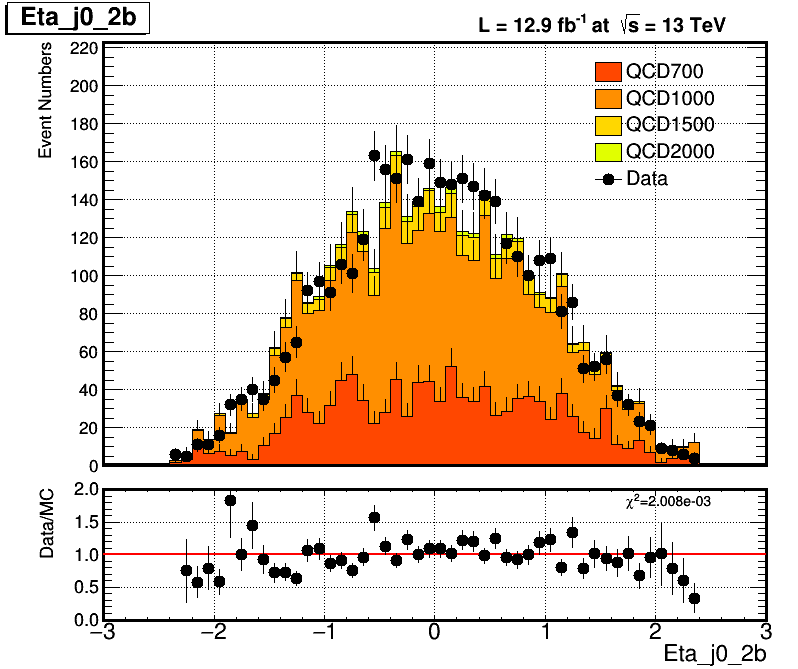 Eta_j0_2b
L = 12.9 fb⁻¹ at √s = 13 TeV
Event Numbers
220
200
180
160
140
120
100
80
60
40
20
0
QCD700
QCD1000
QCD1500
QCD2000
Data
Data/MC
2.0
1.5
1.0
0.5
0.0
χ²=2.008e-03
−3 −2 −1 0 1 2 3
Eta_j0_2b